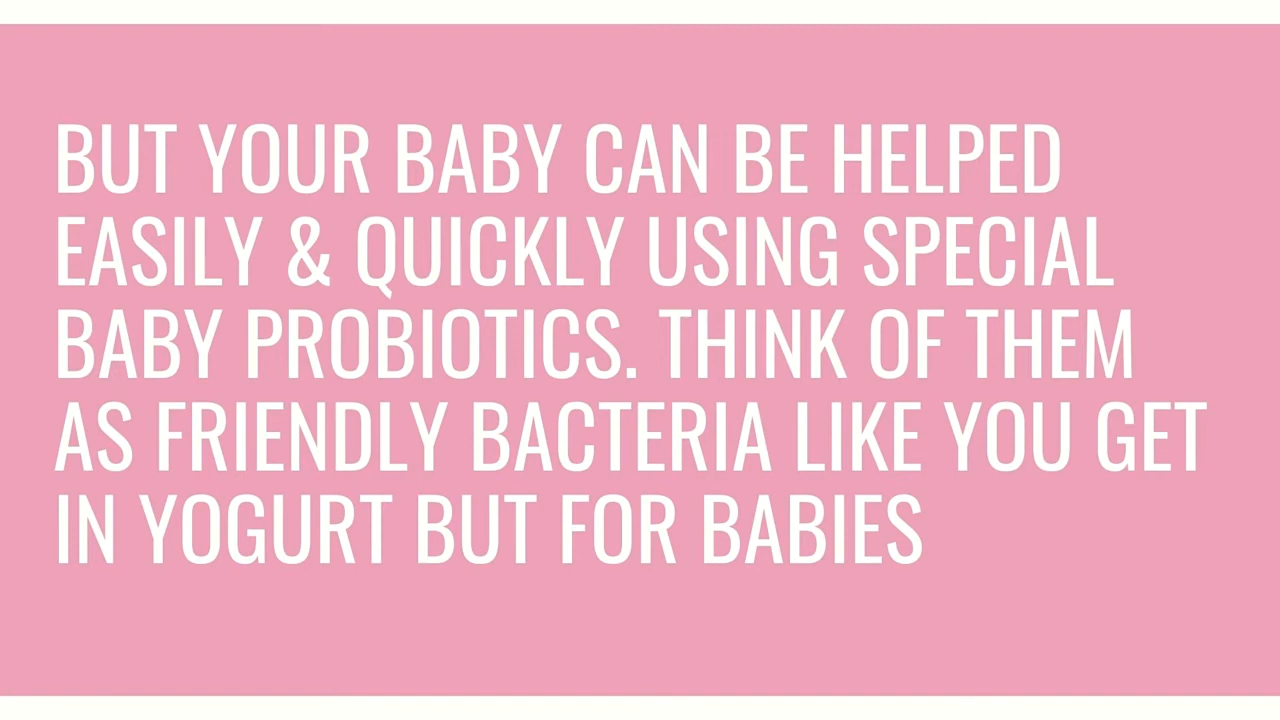 BUT YOUR BABY CAN BE HELPED
EASILY & QUICKLY USING SPECIAL
BABY PROBIOTICS. THINK OF THEM
AS FRIENDLY BACTERIA LIKE YOU GET
IN YOGURT BUT FOR BABIES